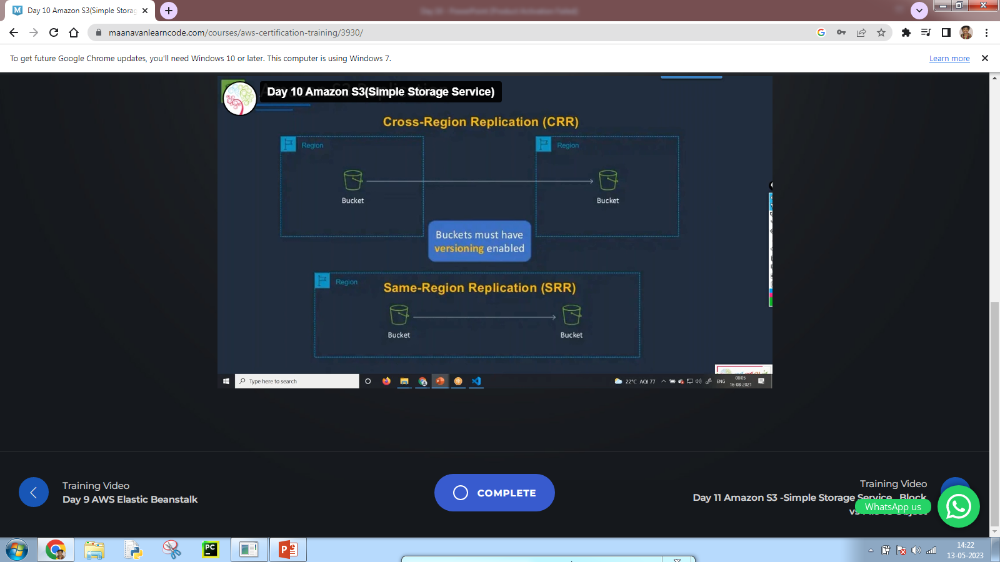 Day 10 Amazon S3(Simple Storag
maanavanlearncode.com/courses/aws-certification-training/3930/
To get future Google Chrome updates, you'll need Windows 10 or later. This computer is using Windows 7.
Learn more
Day 10 Amazon S3(Simple Storage Service)
Cross-Region Replication (CRR)
Region
Region
Bucket
Bucket
Buckets must have
versioning enabled
Region
Same-Region Replication (SRR)
Bucket
Bucket
Type here to search
22°C AQI 77
ENG
08:05
16-08-2021
Training Video
Day 9 AWS Elastic Beanstalk
COMPLETE
Training Video
Day 11 Amazon S3 -Simple Storage Service Block
WhatsApp us
PC
P
14:22
13-05-2023